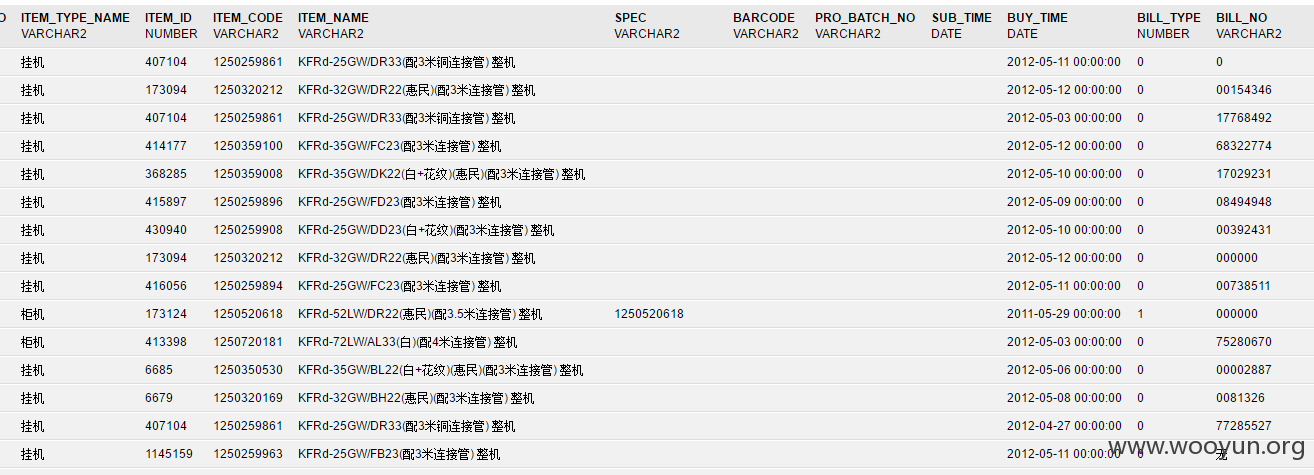 O ITEM_TYPE_NAME ITEM_ID ITEM_CODE ITEM_NAME SPEC BARCODE PRO_BATCH_NO SUB_TIME BUY_TIME BILL_TYPE BILL_NO
VARCHAR2 NUMBER VARCHAR2 VARCHAR2 VARCHAR2 VARCHAR2 VARCHAR2 DATE DATE NUMBER VARCHAR2
挂机 407104 1250259861 KFRd-25GW/DR33(配3米铜连接管) 整机 2012-05-11 00:00:00 0 0
挂机 173094 1250320212 KFRd-32GW/DR22(惠民)(配3米连接管) 整机 2012-05-12 00:00:00 0 00154346
挂机 407104 1250259861 KFRd-25GW/DR33(配3米铜连接管) 整机 2012-05-03 00:00:00 0 17768492
挂机 414177 1250359100 KFRd-35GW/FC23(配3米连接管) 整机 2012-05-12 00:00:00 0 68322774
挂机 368285 1250359008 KFRd-35GW/DK22(白+花纹)(惠民)(配3米连接管) 整机 2012-05-10 00:00:00 0 17029231
挂机 415897 1250259896 KFRd-25GW/FD23(配3米连接管) 整机 2012-05-09 00:00:00 0 08494948
挂机 430940 1250259908 KFRd-25GW/DD23(白+花纹)(配3米连接管) 整机 2012-05-10 00:00:00 0 00392431
挂机 173094 1250320212 KFRd-32GW/DR22(惠民)(配3米连接管) 整机 2012-05-12 00:00:00 0 000000
挂机 416056 1250259894 KFRd-25GW/FC23(配3米连接管) 整机 2012-05-11 00:00:00 0 00738511
柜机 173124 1250520618 KFRd-52LW/DR22(惠民)(配3.5米连接管) 整机 1250520618 2011-05-29 00:00:00 1 000000
柜机 413398 1250720181 KFRd-72LW/AL33(白)(配4米连接管) 整机 2012-05-03 00:00:00 0 75280670
挂机 6685 1250350530 KFRd-35GW/BL22(白+花纹)(惠民)(配3米连接管) 整机 2012-05-06 00:00:00 0 00002887
挂机 6679 1250320169 KFRd-32GW/BH22(惠民)(配3米连接管) 整机 2012-05-08 00:00:00 0 0081326
挂机 407104 1250259861 KFRd-25GW/DR33(配3米铜连接管) 整机 2012-04-27 00:00:00 0 77285527
挂机 1145159 1250259963 KFRd-25GW/FB23(配3米连接管) 整机 2012-05-11 00:00:00 0
www.wooyun.org